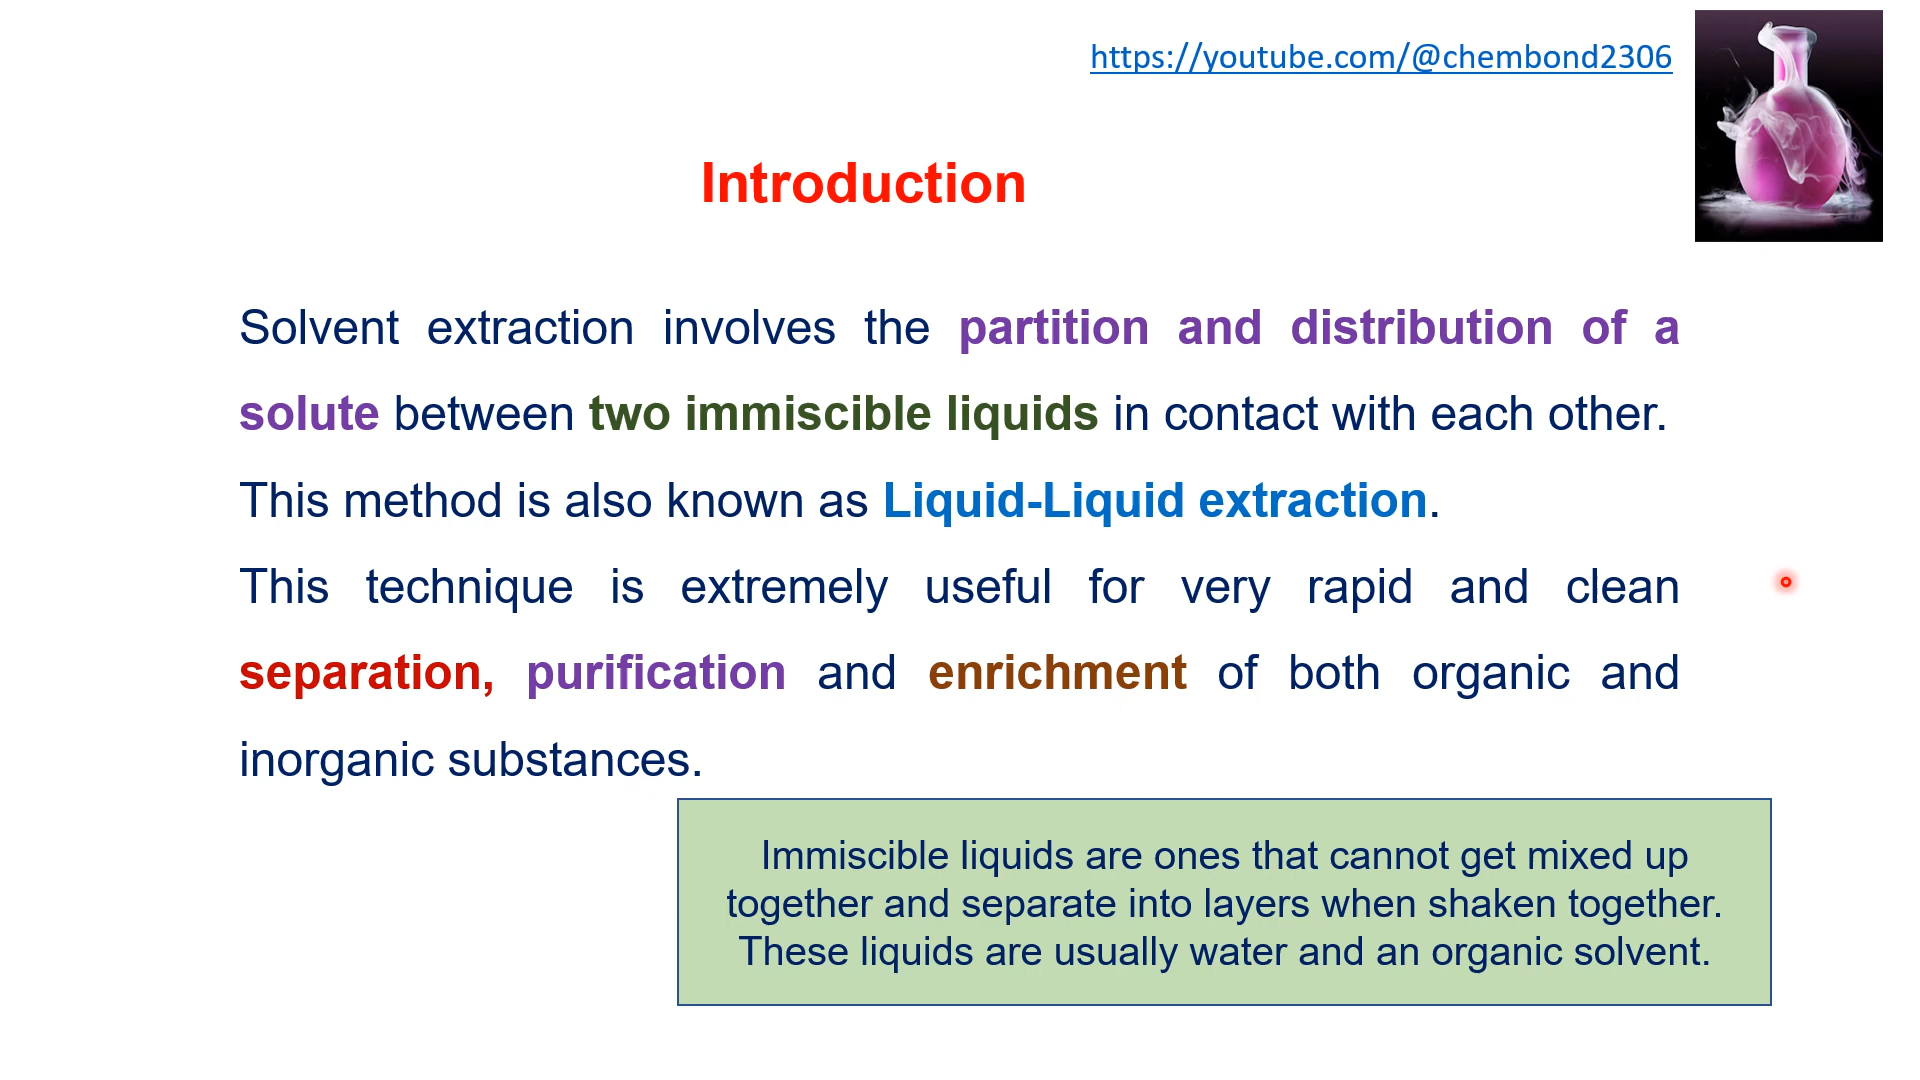 https://youtube.com/@chembond2306
Introduction
Solvent extraction involves the partition and distribution of a
solute between two immiscible liquids in contact with each other.
This method is also known as Liquid-Liquid extraction.
This technique is extremely useful for very rapid and clean
separation, purification and enrichment of both organic and
inorganic substances.
Immiscible liquids are ones that cannot get mixed up
together and separate into layers when shaken together.
These liquids are usually water and an organic solvent.